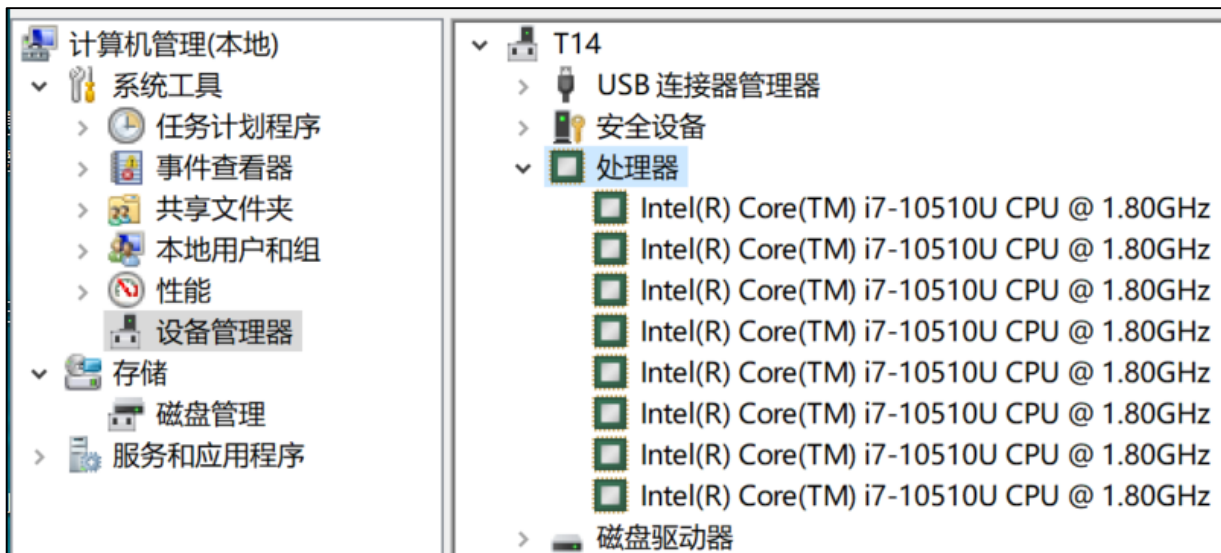 计算机管理(本地)
系统工具
任务计划程序
事件查看器
共享文件夹
本地用户和组
性能
设备管理器
存储
磁盘管理
服务和应用程序
T14
USB 连接器管理器
安全设备
处理器
Intel(R) Core(TM) i7-10510U CPU @ 1.80GHz
Intel(R) Core(TM) i7-10510U CPU @ 1.80GHz
Intel(R) Core(TM) i7-10510U CPU @ 1.80GHz
Intel(R) Core(TM) i7-10510U CPU @ 1.80GHz
Intel(R) Core(TM) i7-10510U CPU @ 1.80GHz
Intel(R) Core(TM) i7-10510U CPU @ 1.80GHz
Intel(R) Core(TM) i7-10510U CPU @ 1.80GHz
Intel(R) Core(TM) i7-10510U CPU @ 1.80GHz
磁盘驱动器